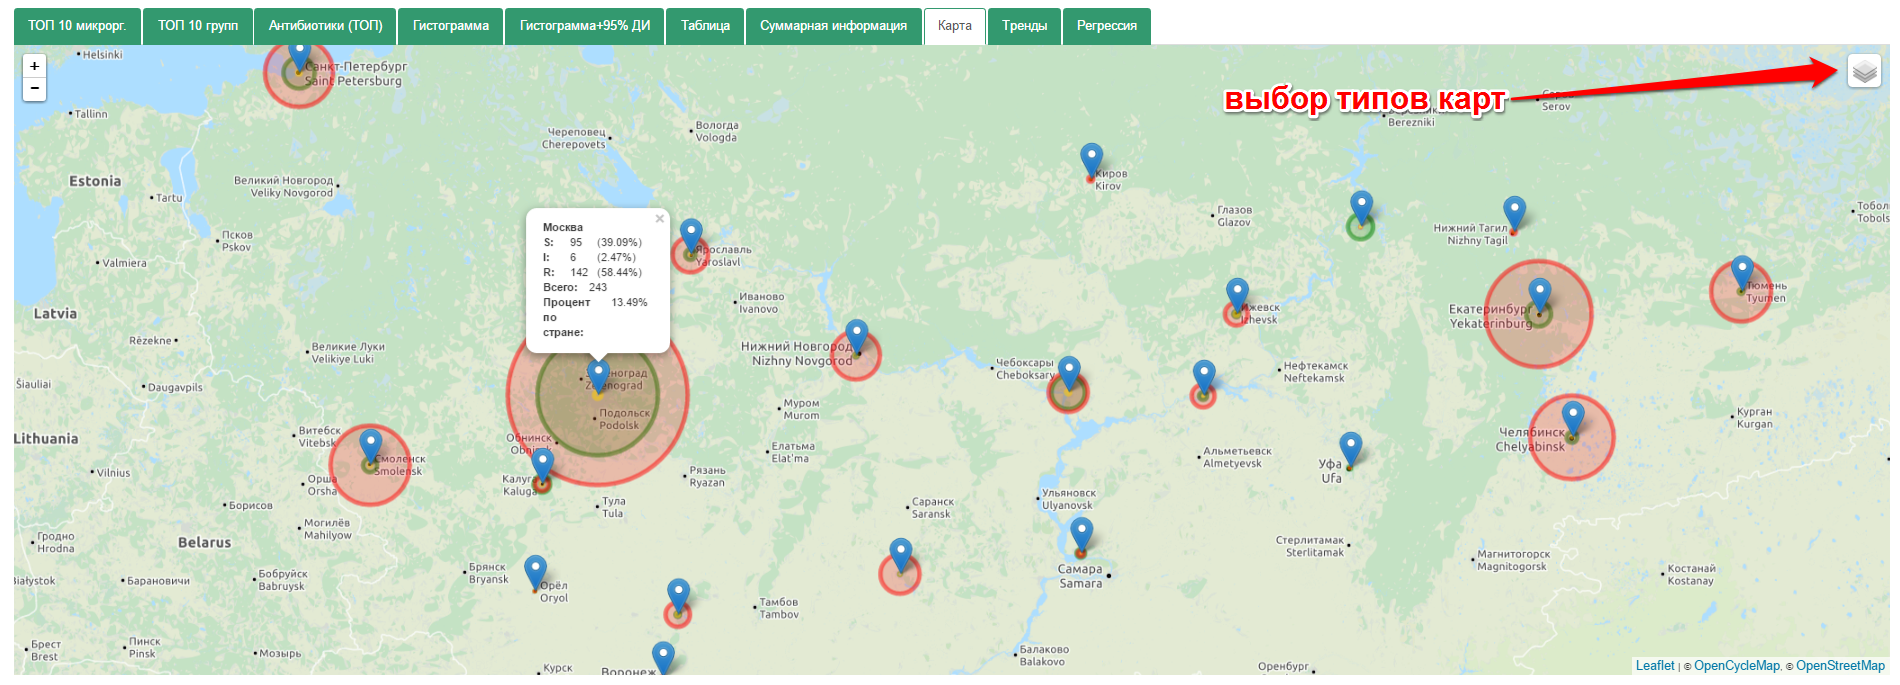 ТОП 10 микрорг. ТОП 10 групп Антибиотики (ТОП) Гистограмма Гистограмма+95% ДИ Таблица Суммарная информация Карта Тренды Регрессия
+
−
Helsinki
Санкт-Петербург
Saint Petersburg
выбор типов карт
Serov
Berezniki
Tallinn
Череповец
Cherepovets
Вологда
Vologda
Киров
Kirov
Estonia
Великий Новгород
Veliky Novgorod
Tartu
Глазов
Glazov
Нижний Тагил
Nizhny Tagil
Тобол
Tobols
Псков
Pskov
Valmiera
Москва
S: 95 (39.09%)
I: 6 (2.47%)
R: 142 (58.44%)
Всего: 243
Процент 13.49%
по
стране:
×
Ярославль
Yaroslavl
Иваново
Ivanovo
Ижевск
Izhevsk
Екатеринбург
Yekaterinburg
Тюмень
Tyumen
Latvia
Rēzekne
Великие Луки
Velikiye Luki
Нижний Новгород
Nizhny Novgorod
Чебоксары
Cheboksary
Нефтекамск
Neftekamsk
Šiauliai
Daugavpils
Зеленоград
Zelenograd
Подольск
Podolsk
Муром
Murom
Курган
Kurgan
Lithuania
Витебск
Vitebsk
Смоленск
Smolensk
Обнинск
Obninsk
Елатьма
Elat'ma
Челябинск
Chelyabinsk
Vilnius
Орша
Orsha
Калуга
Kaluga
Рязань
Ryazan
Альметьевск
Almetyevsk
Уфа
Ufa
Борисов
Тула
Tula
Саранск
Saransk
Ульяновск
Ulyanovsk
Могилёв
Mahilyow
Гродно
Hrodna
Belarus
Стерлитамак
Sterlitamak
Магнитогорск
Magnitogorsk
Białystok
Барановичи
Бобруйск
Babruysk
Брянск
Bryansk
Орёл
Oryol
Самара
Samara
Костанай
Kostanay
Тамбов
Tambov
Брест
Brest
Пинск
Pinsk
Мозырь
Курск
Воронеж
Балаково
Balakovo
Оренбург
Leaflet | © OpenCycleMap, © OpenStreetMap